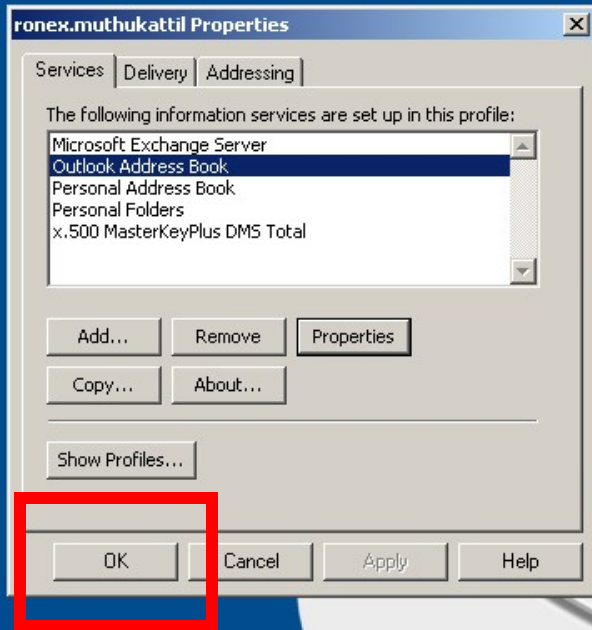 ronex.muthukattil Properties
Services Delivery Addressing
The following information services are set up in this profile:
Microsoft Exchange Server
Outlook Address Book
Personal Address Book
Personal Folders
x.500 MasterKeyPlus DMS Total
Add... Remove Properties
Copy... About...
Show Profiles...
OK Cancel Apply Help